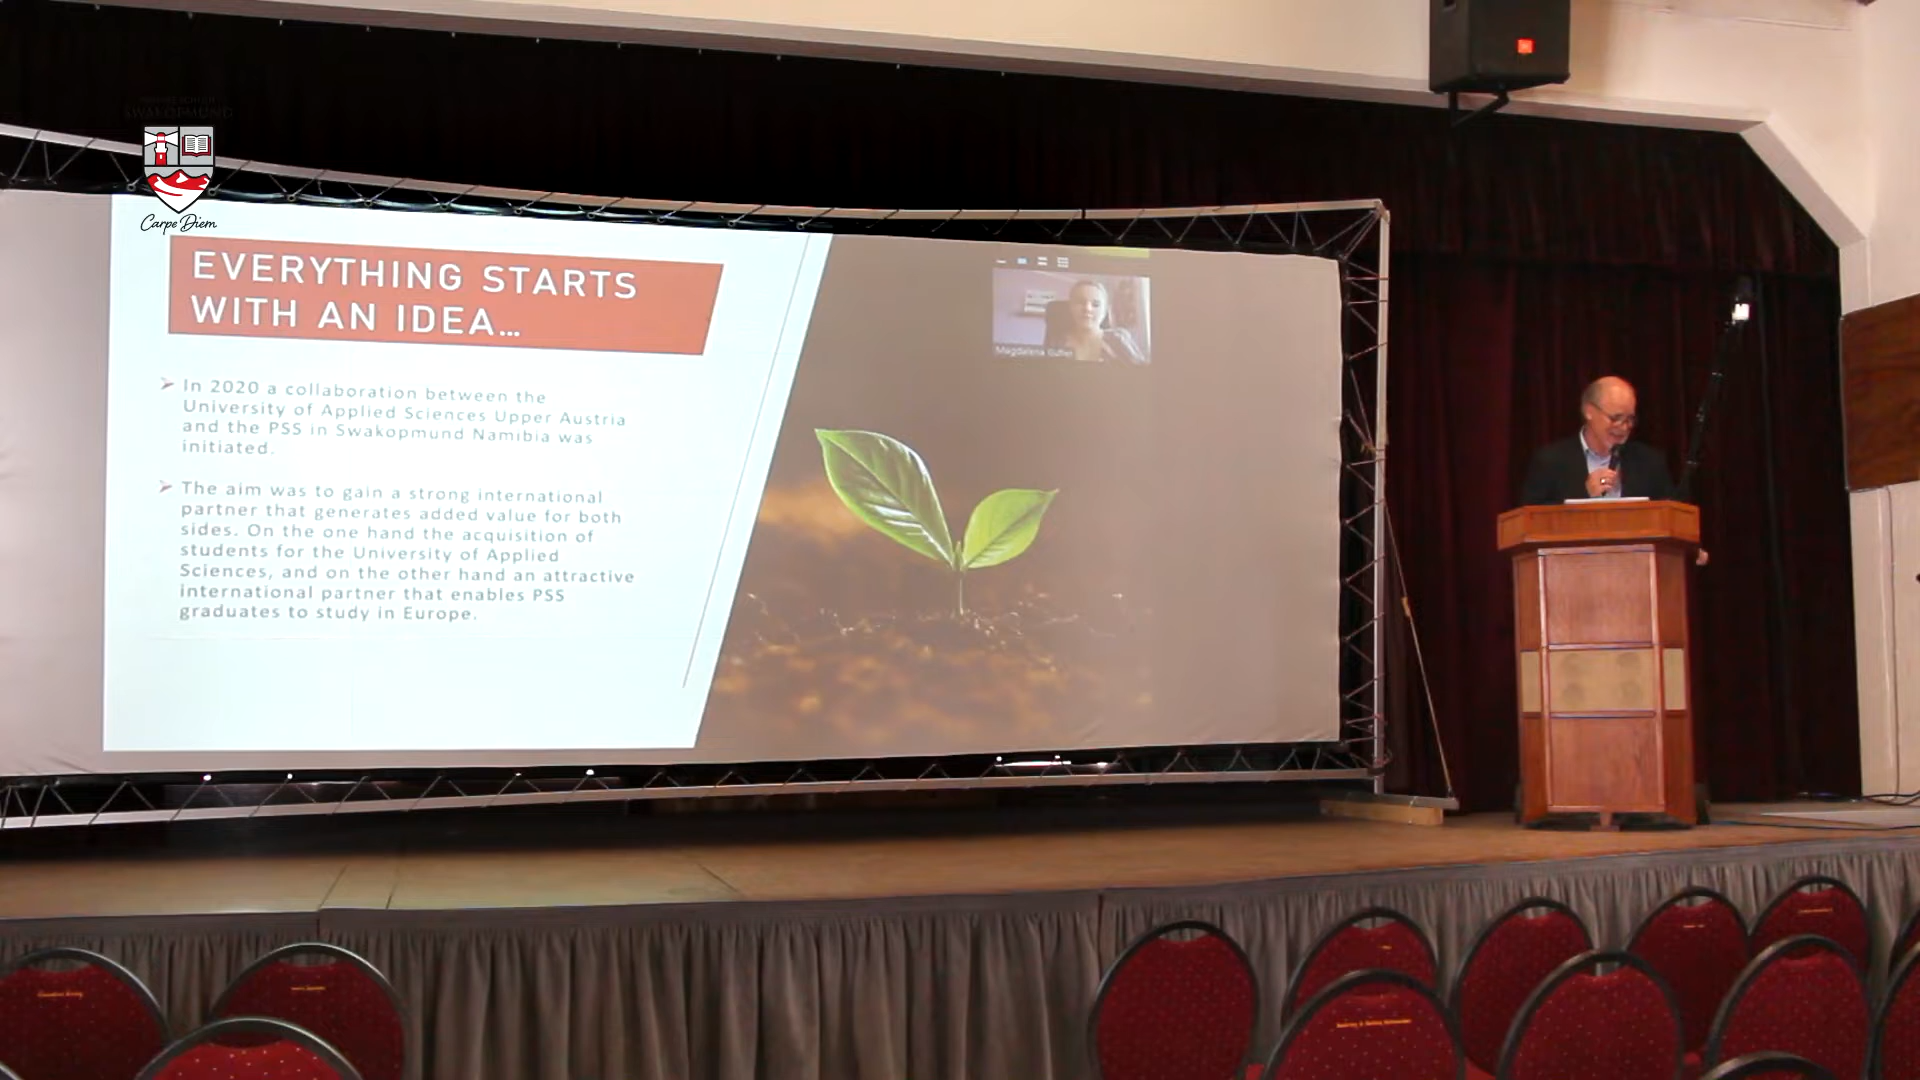 SWAKOPMUND
Carpe Diem
EVERYTHING STARTS
WITH AN IDEA...
In 2020 a collaboration between the
University of Applied Sciences Upper Austria
and the PSS in Swakopmund Namibia was
initiated.
The aim was to gain a strong international
partner that generates added value for both
sides. On the one hand the acquisition of
students for the University of Applied
Sciences, and on the other hand an attractive
international partner that enables PSS
graduates to study in Europe.
Magdalena